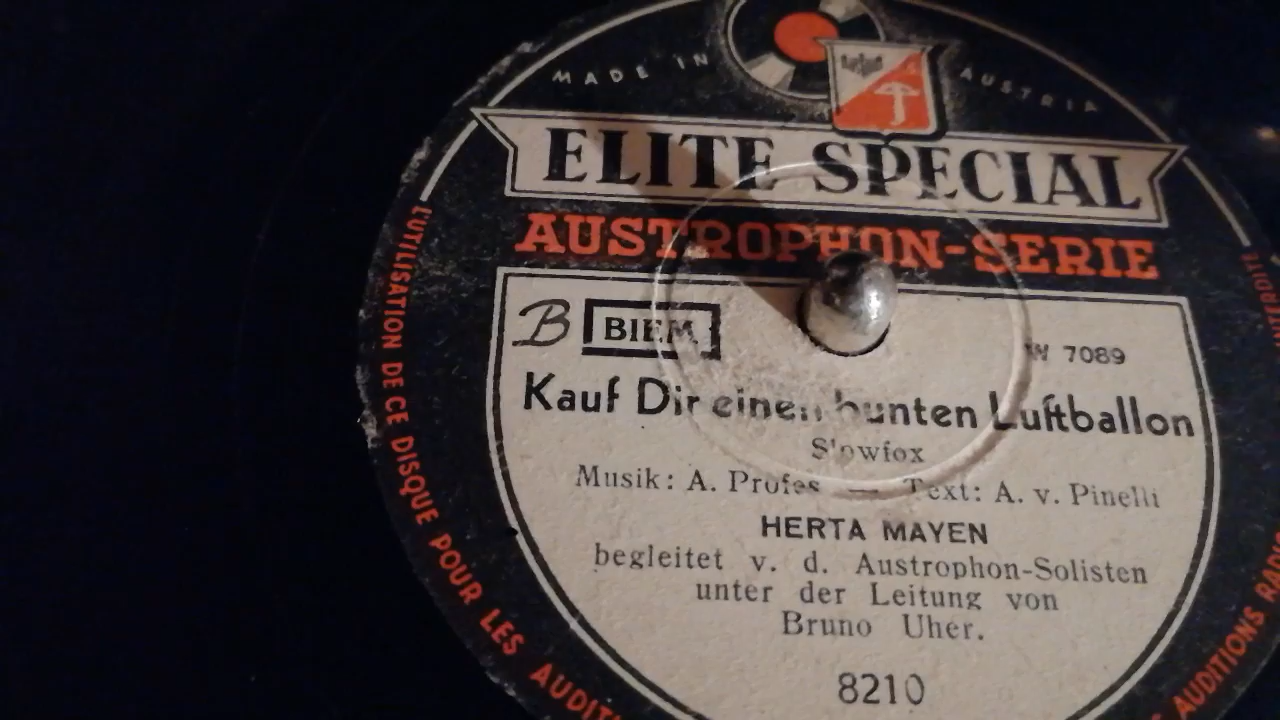 MADE IN AUSTRIA
ELITE SPECIAL
AUSTROPHON-SERIE
B BIEM
W 7089
Kauf Dir einen bunten Luftballon
Slowfox
Musik: A. Profes — Text: A. v. Pinelli
HERTA MAYEN
begleitet v. d. Austrophon-Solisten
unter der Leitung von
Bruno Uher.
8210
L'UTILISATION DE CE DISQUE POUR LES AUDITIONS